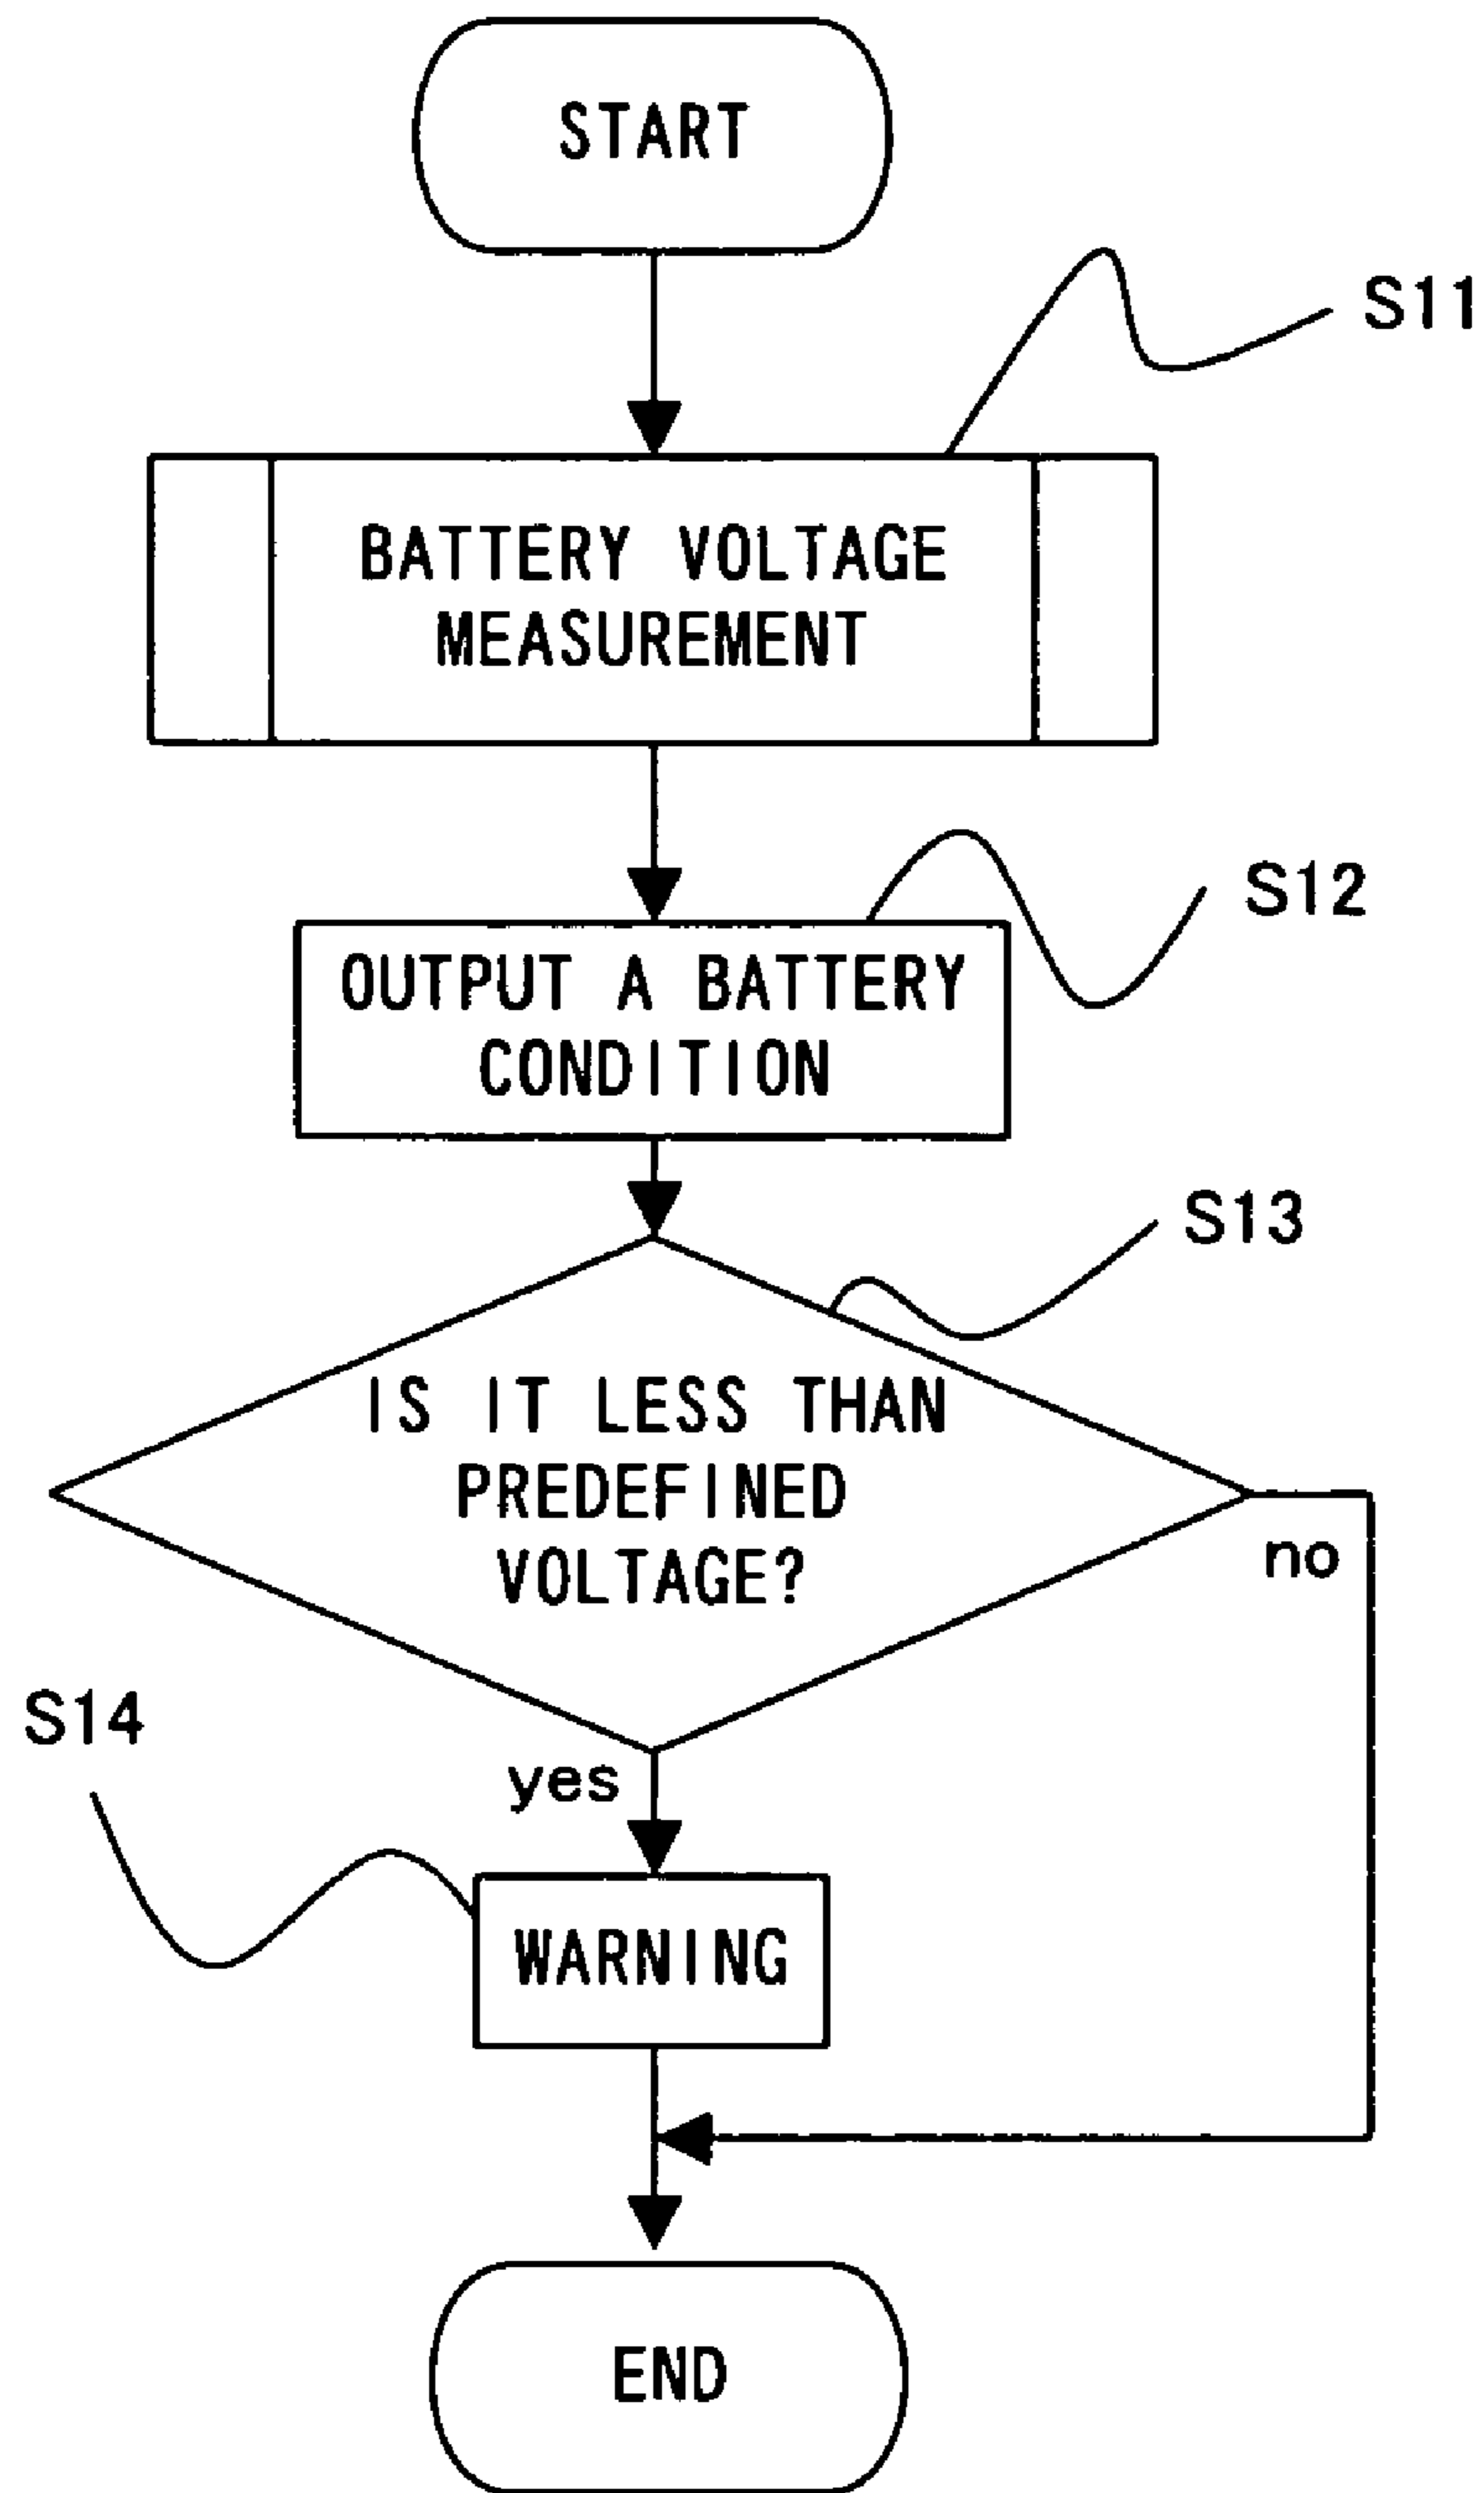 START
S11
BATTERY VOLTAGE
MEASUREMENT
S12
OUTPUT A BATTERY
CONDITION
S13
IS IT LESS THAN
PREDEFINED
VOLTAGE?
no
S14
yes
WARNING
END